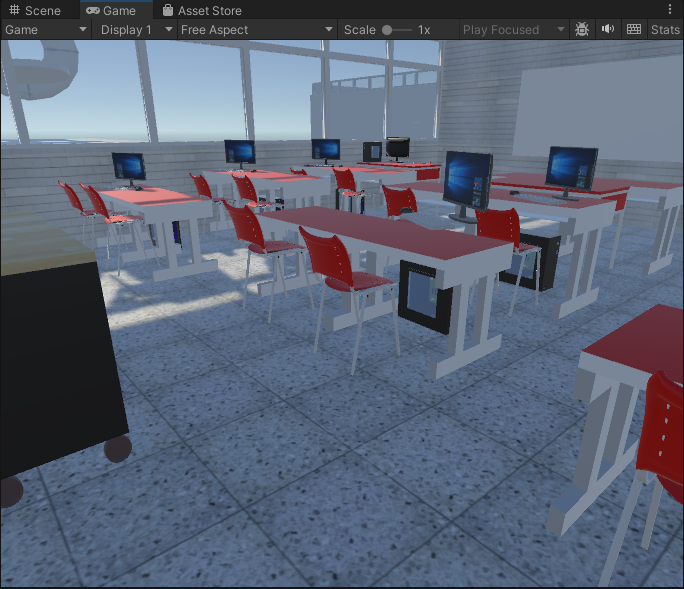 Scene Game Asset Store
Game Display 1 Free Aspect Scale 1x Play Focused Stats